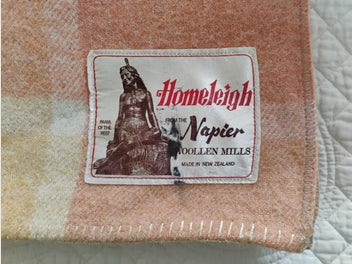 Homeleigh
PANIA
OF THE
REEF
FROM THE
Napier
WOOLLEN MILLS
MADE IN NEW ZEALAND